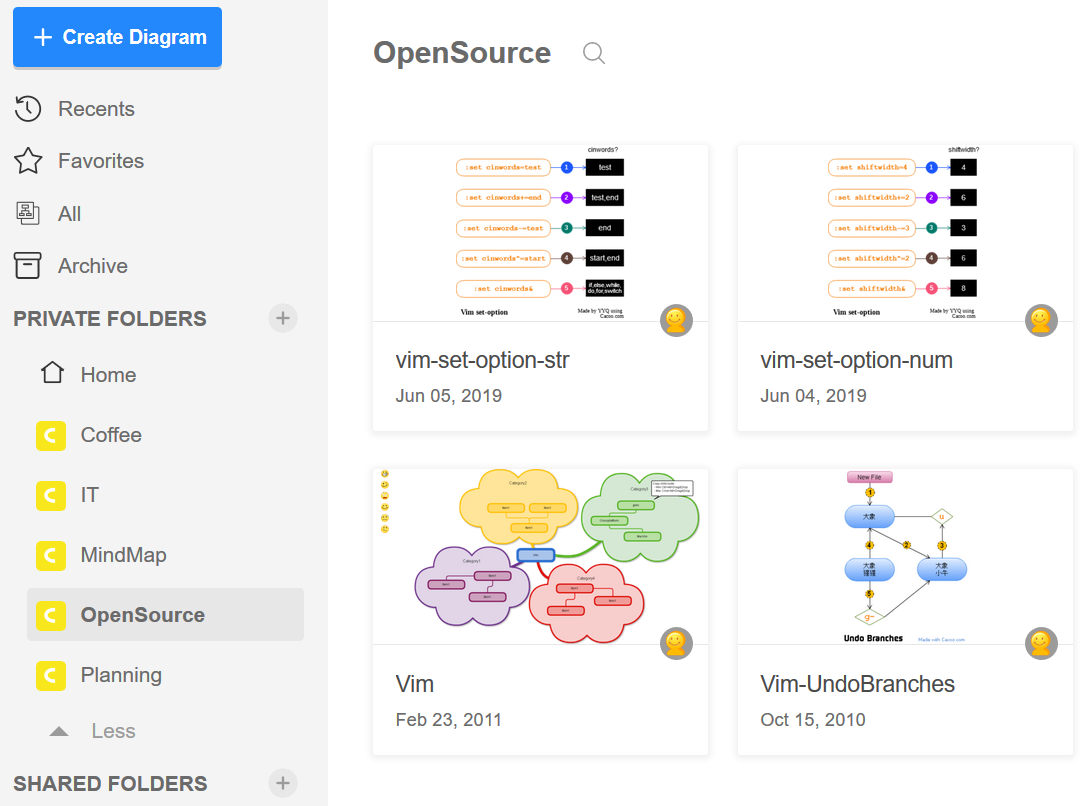 Create Diagram
Recents
Favorites
All
Archive
PRIVATE FOLDERS
Home
Coffee
IT
MindMap
OpenSource
Planning
Less
SHARED FOLDERS
OpenSource
cinwords?
:set cinwords=test 1 test
:set cinwords+=end 2 test,end
:set cinwords-=test 3 end
:set cinwords^=start 4 start,end
:set cinwords& 5 if,else,while,
do,for,switch
Vim set-option
Made by VYQ using
Cacoo.com
vim-set-option-str
Jun 05, 2019
shiftwidth?
:set shiftwidth=4 1 4
:set shiftwidth+=2 2 6
:set shiftwidth-=3 3 3
:set shiftwidth^=2 4 6
:set shiftwidth& 5 8
Vim set-option
Made by VYQ using
Cacoo.com
vim-set-option-num
Jun 04, 2019
Category2
Category3
Category1
Vim
Feb 23, 2011
New File
1
大象
u
4
2
3
大象
大象
小牛
5
g-
Undo Branches
Made with Cacoo.com
Vim-UndoBranches
Oct 15, 2010